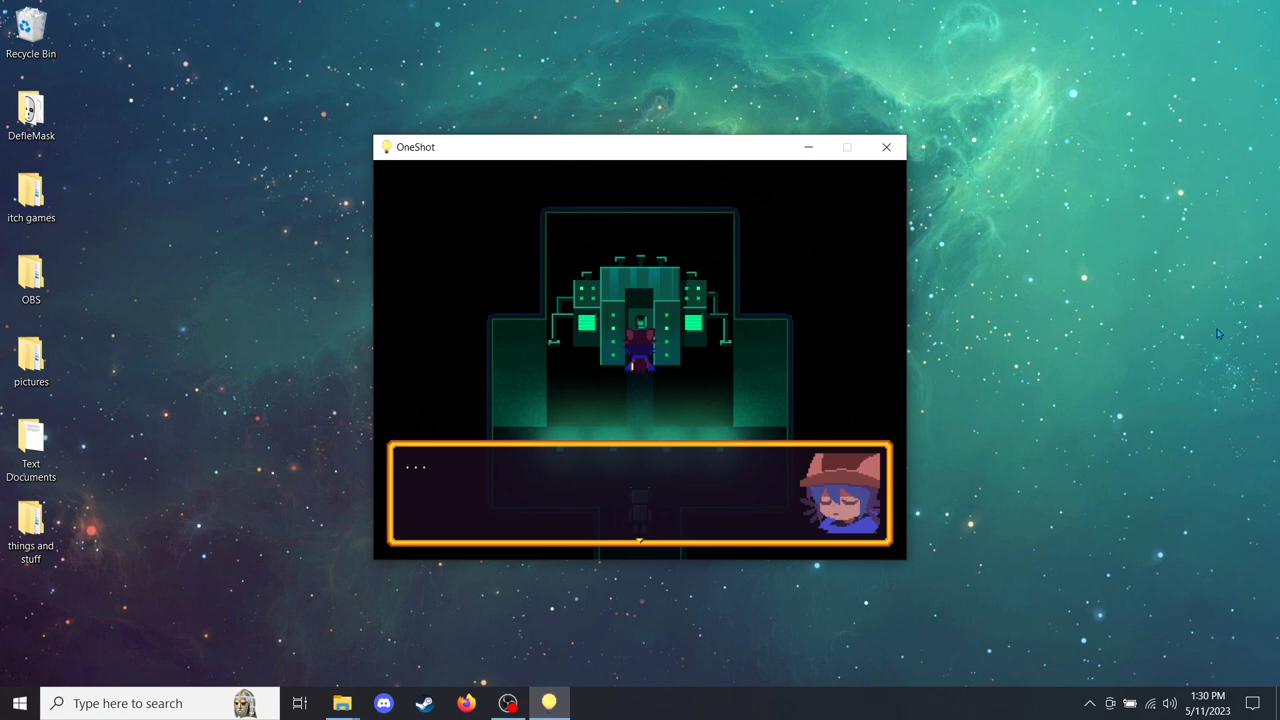 Recycle Bin
DefleMask
itch games
OBS
pictures
Text
Documents
things and
stuff
OneShot
...
Type here to search
1:30 PM
5/11/2023